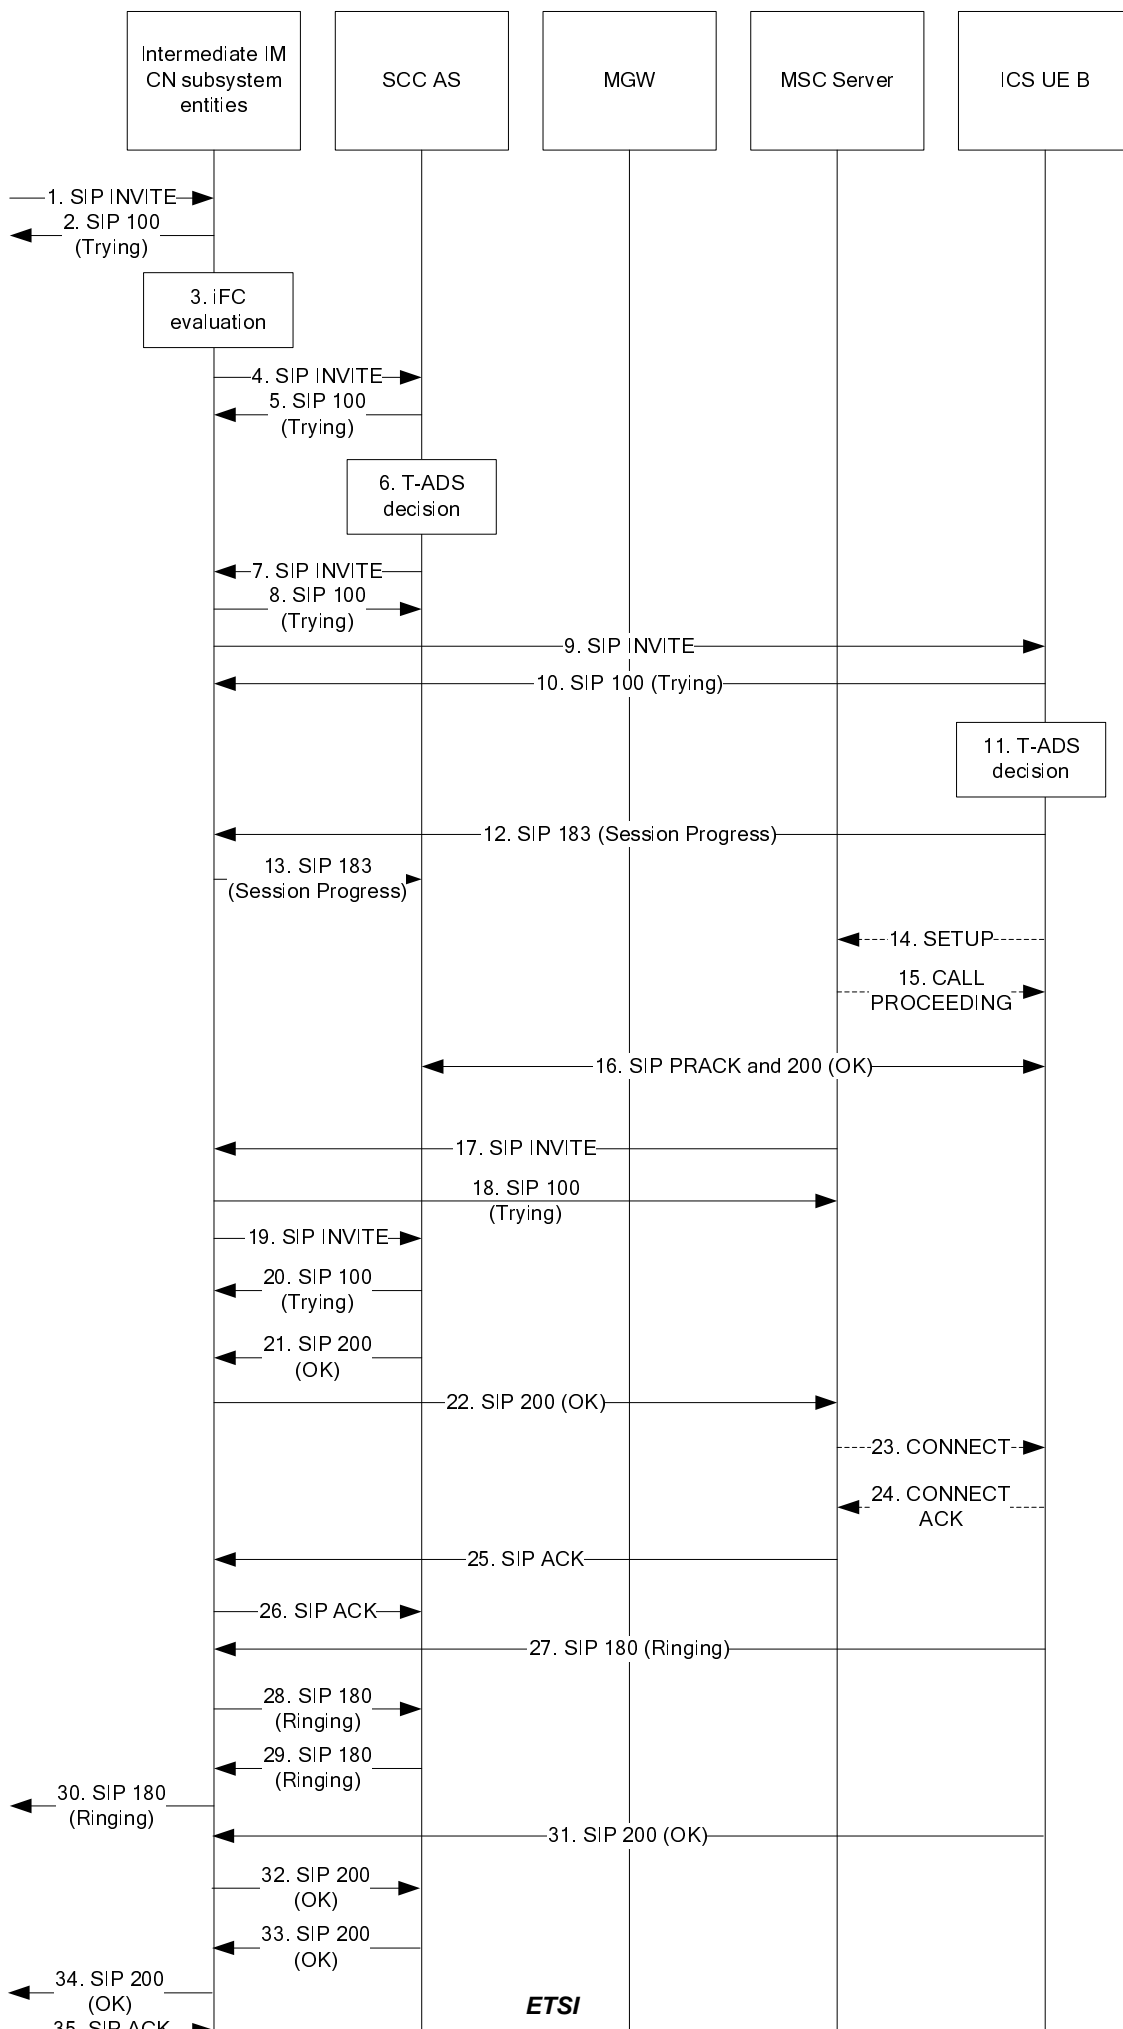 Intermediate IM
CN subsystem
entities
SCC AS
MGW
MSC Server
ICS UE B
1. SIP INVITE
2. SIP 100
(Trying)
3. iFC
evaluation
4. SIP INVITE
5. SIP 100
(Trying)
6. T-ADS
decision
7. SIP INVITE
8. SIP 100
(Trying)
9. SIP INVITE
10. SIP 100 (Trying)
11. T-ADS
decision
12. SIP 183 (Session Progress)
13. SIP 183
(Session Progress)
14. SETUP
15. CALL
PROCEEDING
16. SIP PRACK and 200 (OK)
17. SIP INVITE
18. SIP 100
(Trying)
19. SIP INVITE
20. SIP 100
(Trying)
21. SIP 200
(OK)
22. SIP 200 (OK)
23. CONNECT
24. CONNECT
ACK
25. SIP ACK
26. SIP ACK
27. SIP 180 (Ringing)
28. SIP 180
(Ringing)
29. SIP 180
(Ringing)
30. SIP 180
(Ringing)
31. SIP 200 (OK)
32. SIP 200
(OK)
33. SIP 200
(OK)
34. SIP 200
(OK)
ETSI
35. SIP ACK